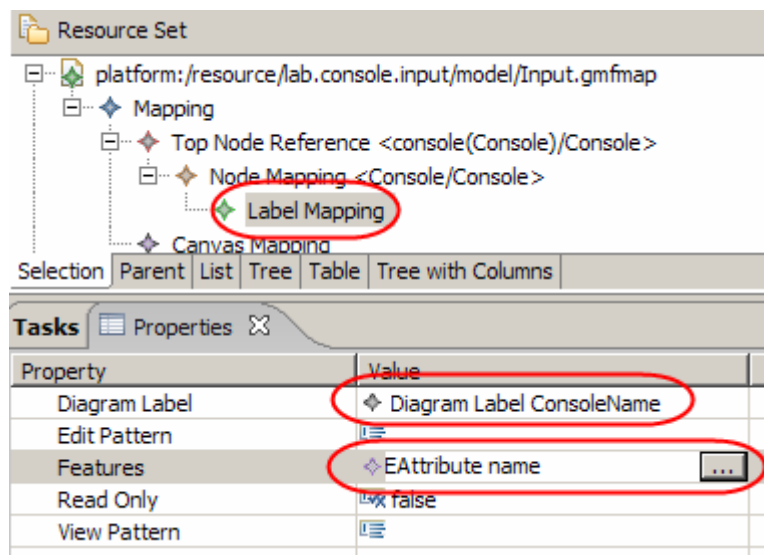 Resource Set
platform:/resource/lab.console.input/model/Input.gmfmap
Mapping
Top Node Reference <console(Console)/Console>
Node Mapping <Console/Console>
Label Mapping
Canvas Mapping
Selection Parent List Tree Table Tree with Columns
Tasks Properties
Property Value
Diagram Label Diagram Label ConsoleName
Edit Pattern
Features EAttribute name ...
Read Only false
View Pattern